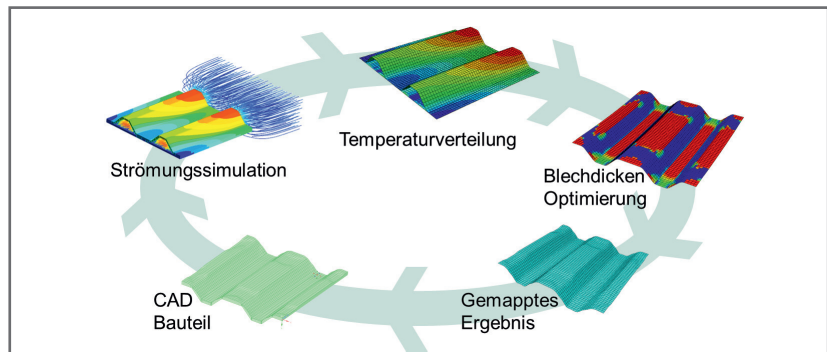 Temperaturverteilung
Strömungssimulation
Blechdicken
Optimierung
CAD
Bauteil
Gemapptes
Ergebnis